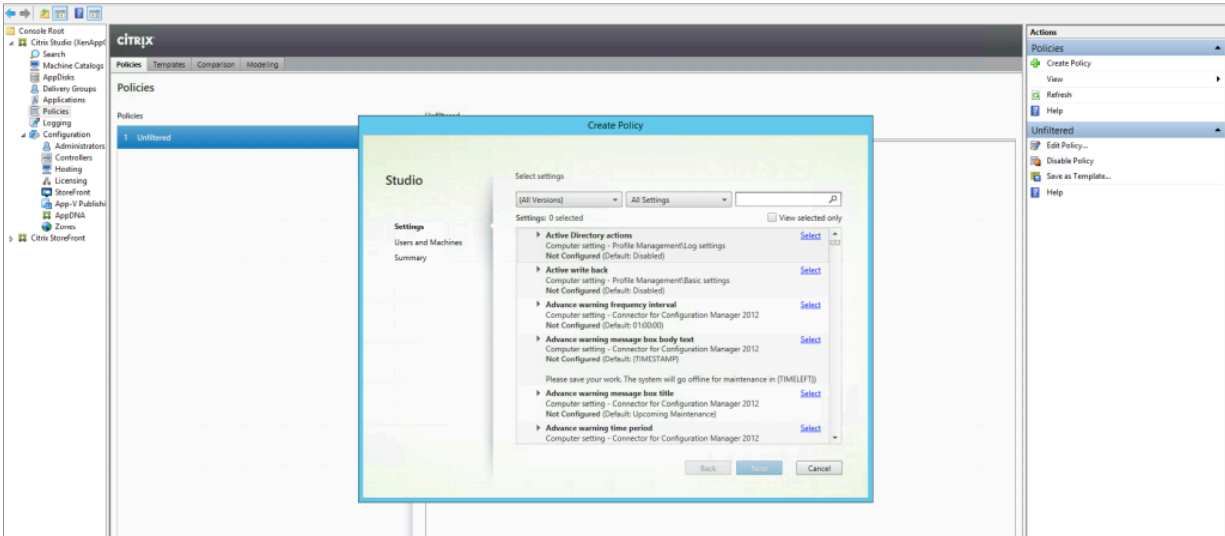 Console Root
Citrix Studio (XenApp
Search
Machine Catalogs
AppDisks
Delivery Groups
Applications
Policies
Logging
Configuration
Administrators
Controllers
Hosting
Licensing
StoreFront
App-V Publishi
AppDNA
Zones
Citrix StoreFront
CITRIX
Policies Templates Comparison Modeling
Policies
Policies
1 Unfiltered
Unfiltered
Create Policy
Studio
Settings
Users and Machines
Summary
Select settings
(All Versions) All Settings
Settings: 0 selected View selected only
Active Directory actions Select
Computer setting - Profile Management\Log settings
Not Configured (Default: Disabled)
Active write back Select
Computer setting - Profile Management\Basic settings
Not Configured (Default: Disabled)
Advance warning frequency interval Select
Computer setting - Connector for Configuration Manager 2012
Not Configured (Default: 01:00:00)
Advance warning message box body text Select
Computer setting - Connector for Configuration Manager 2012
Not Configured (Default: {TIMESTAMP}
Please save your work. The system will go offline for maintenance in {TIMELEFT})
Advance warning message box title Select
Computer setting - Connector for Configuration Manager 2012
Not Configured (Default: Upcoming Maintenance)
Advance warning time period Select
Computer setting - Connector for Configuration Manager 2012
Back Next Cancel
Actions
Policies
Create Policy
View
Refresh
Help
Unfiltered
Edit Policy...
Disable Policy
Save as Template...
Help